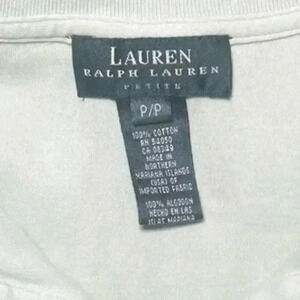 LAUREN
RALPH LAUREN
PETITE
P/P
100% COTTON
RN 54050
CA 08349
MADE IN
NORTHERN
MARIANA ISLANDS
(USA) OF
IMPORTED FABRIC
100% ALGODON
HECHO EN LAS
ISLAS MARIANA